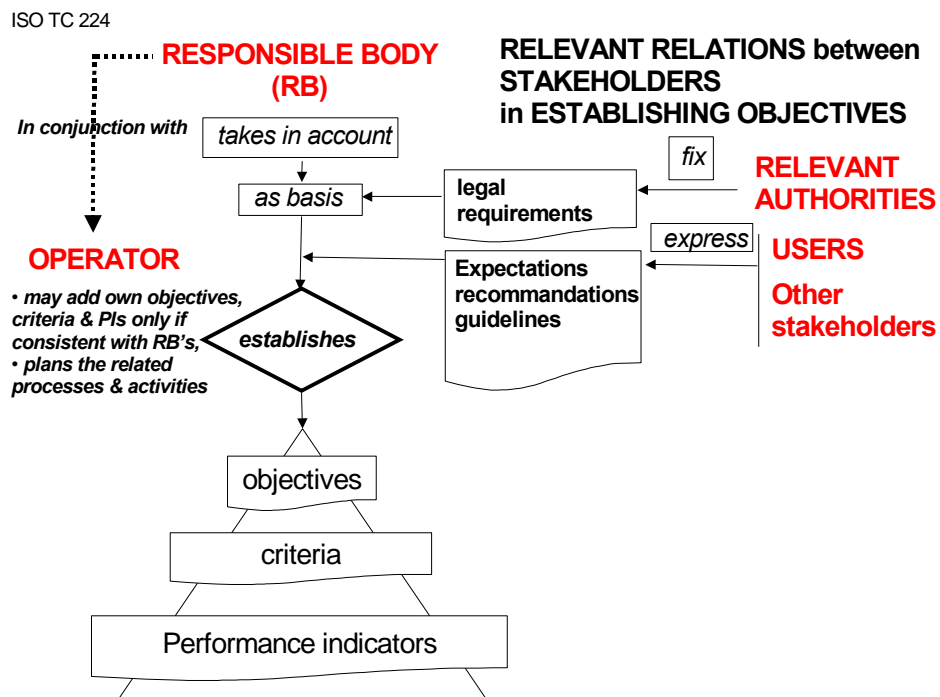 ISO TC 224
RESPONSIBLE BODY
(RB)
RELEVANT RELATIONS between
STAKEHOLDERS
in ESTABLISHING OBJECTIVES
In conjunction with
takes in account
fix
as basis
legal
requirements
RELEVANT
AUTHORITIES
express
OPERATOR
• may add own objectives,
criteria & PIs only if
consistent with RB's,
• plans the related
processes & activities
Expectations
recommandations
guidelines
USERS
Other
stakeholders
establishes
objectives
criteria
Performance indicators